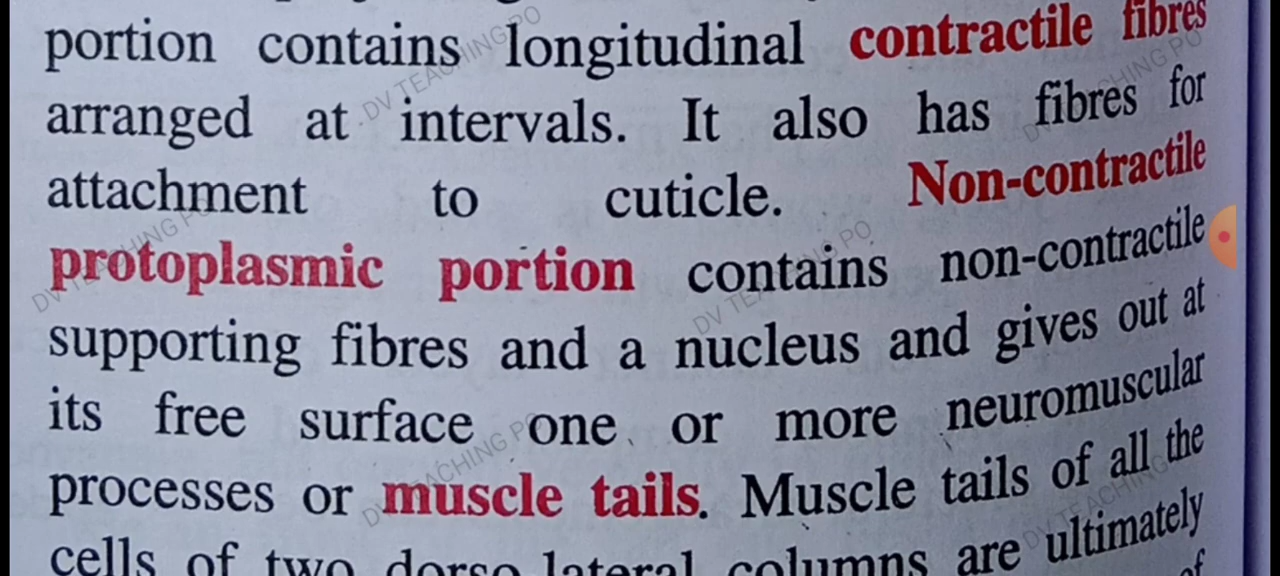 portion contains longitudinal contractile fibres
arranged at intervals. It also has fibres for
attachment to cuticle. Non-contractile
protoplasmic portion contains non-contractile
supporting fibres and a nucleus and gives out at
its free surface one or more neuromuscular
processes or muscle tails. Muscle tails of all the
cells of two dorso lateral columns are ultimately
of